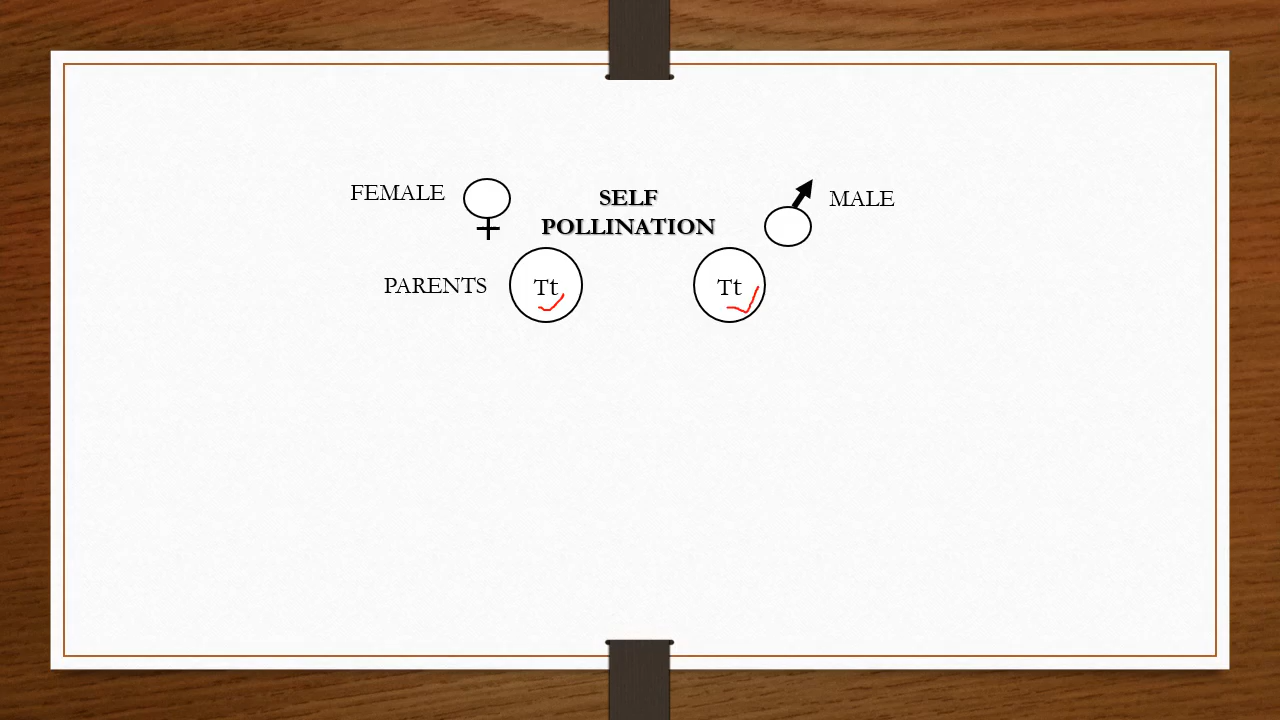 FEMALE
SELF
POLLINATION
MALE
PARENTS
Tt
Tt